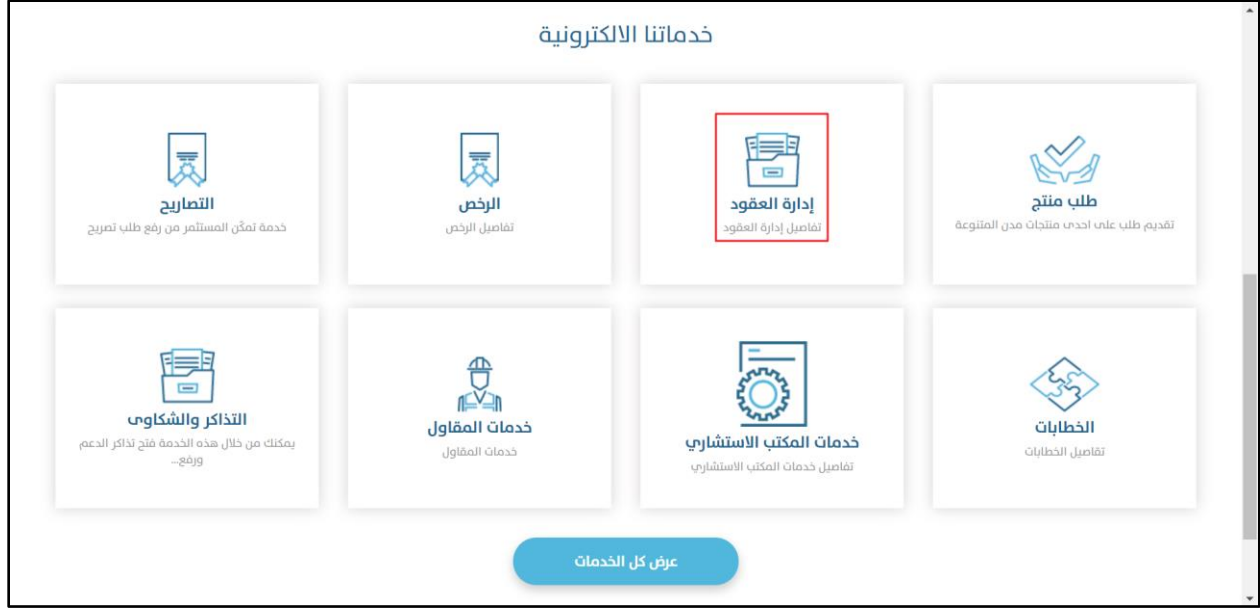 خدماتنا الالكترونية
طلب منتج
تقديم طلب على احدى منتجات مدن المتنوعة
إدارة العقود
تفاصيل إدارة العقود
الرخص
تفاصيل الرخص
التصاريح
خدمة تمكّن المستثمر من رفع طلب تصريح
الخطابات
تقاصيل الخطابات
خدمات المكتب الاستشاري
تفاصيل خدمات المكتب الاستشاري
خدمات المقاول
خدمات المقاول
التذاكر والشكاوى
يمكنك من خلال هذه الخدمة فتح تذاكر الدعم
ورفع...
عرض كل الخدمات